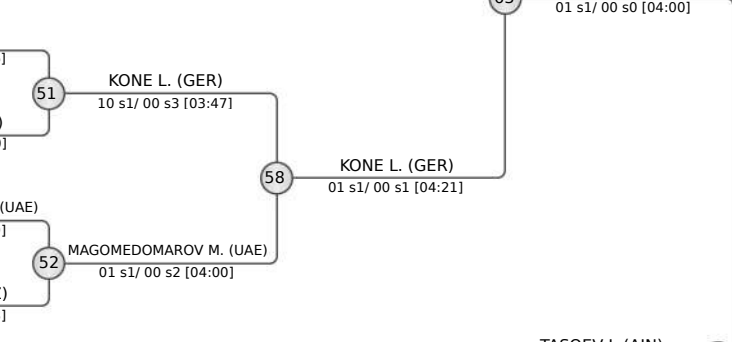 01 s1/ 00 s0 [04:00]
]
51
KONE L. (GER)
10 s1/ 00 s3 [03:47]
)
]
58
KONE L. (GER)
01 s1/ 00 s1 [04:21]
(UAE)
]
52
MAGOMEDOMAROV M. (UAE)
01 s1/ 00 s2 [04:00]
)
]